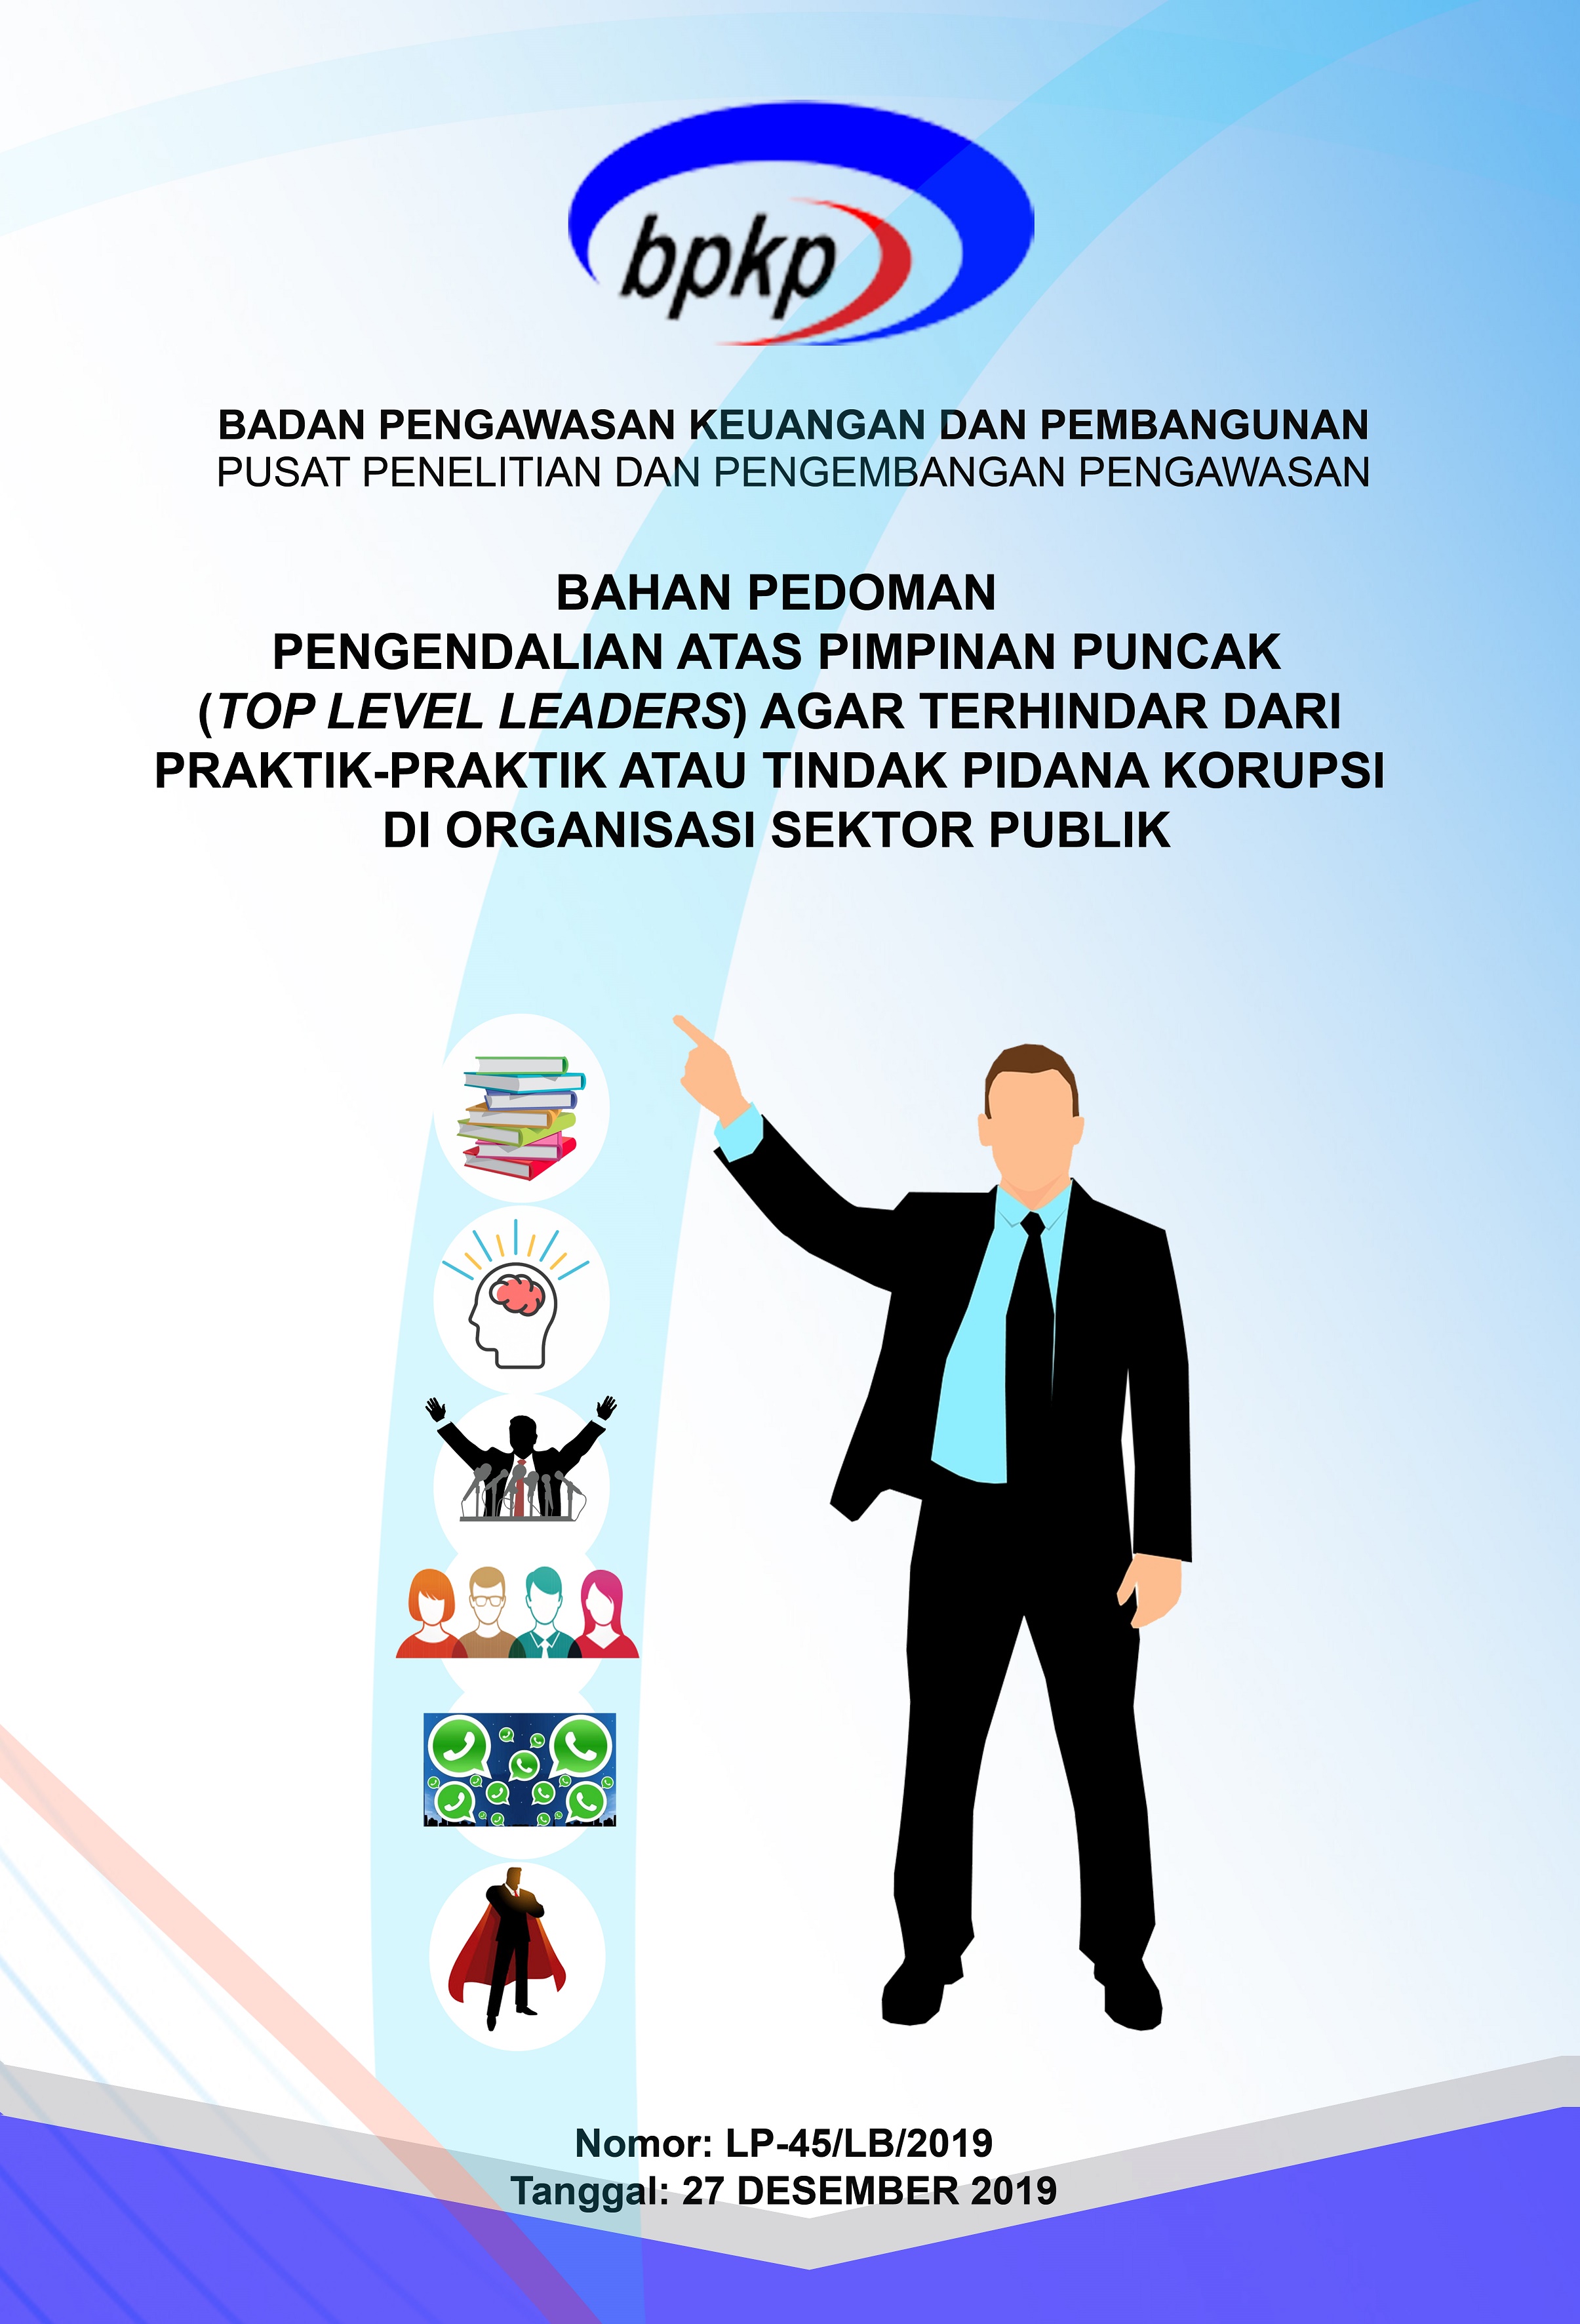 bpkp
BADAN PENGAWASAN KEUANGAN DAN PEMBANGUNAN
PUSAT PENELITIAN DAN PENGEMBANGAN PENGAWASAN
BAHAN PEDOMAN
PENGENDALIAN ATAS PIMPINAN PUNCAK
(TOP LEVEL LEADERS) AGAR TERHINDAR DARI
PRAKTIK-PRAKTIK ATAU TINDAK PIDANA KORUPSI
DI ORGANISASI SEKTOR PUBLIK
Nomor: LP-45/LB/2019
Tanggal: 27 DESEMBER 2019